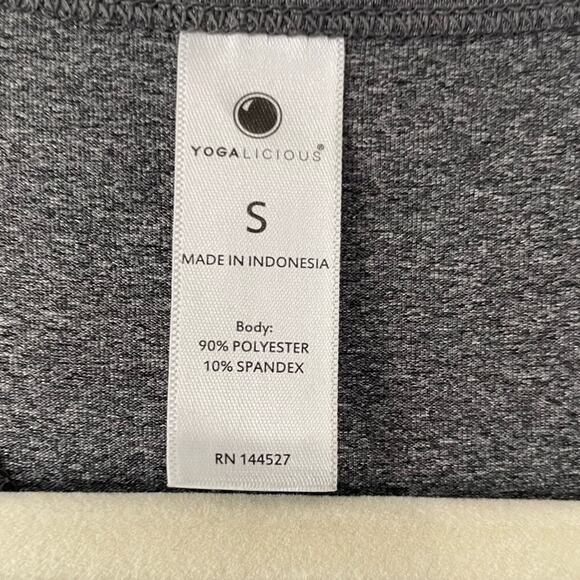 YOGALICIOUS®
S
MADE IN INDONESIA
Body:
90% POLYESTER
10% SPANDEX
RN 144527